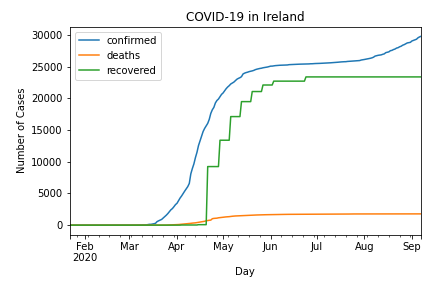 COVID-19 in Ireland
confirmed
deaths
recovered
Number of Cases
30000
25000
20000
15000
10000
5000
0
Feb Mar Apr May Jun Jul Aug Sep
2020
Day